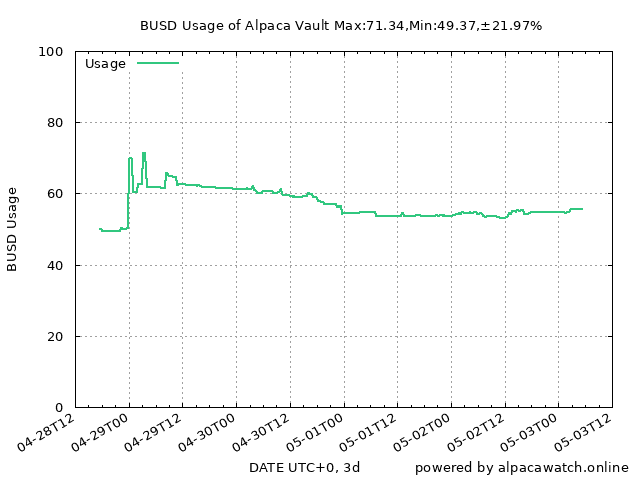 BUSD Usage of Alpaca Vault Max:71.34,Min:49.37,±21.97%
Usage
100
80
60
40
20
0
BUSD Usage
04-28T12
04-29T00
04-29T12
04-30T00
04-30T12
05-01T00
05-01T12
05-02T00
05-02T12
05-03T00
05-03T12
DATE UTC+0, 3d
powered by alpacawatch.online